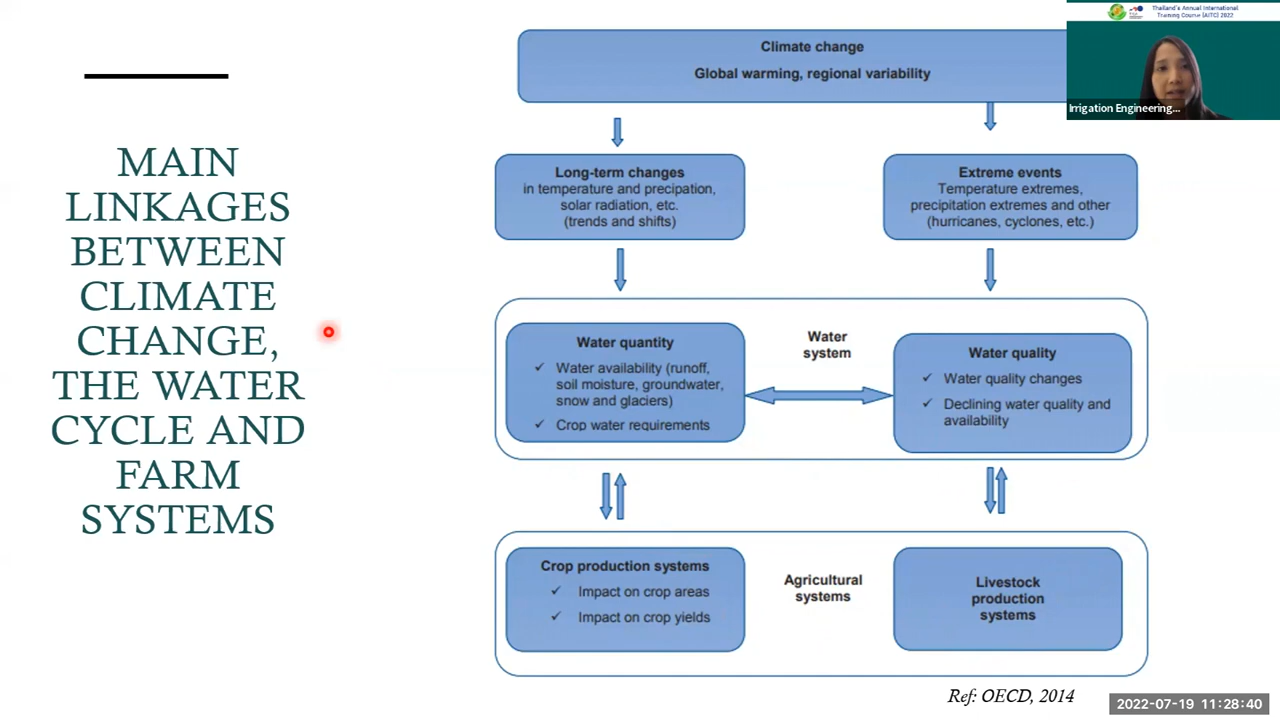 Thailand's Annual International
Training Course (AITC) 2022
Irrigation Engineering...
MAIN
LINKAGES
BETWEEN
CLIMATE
CHANGE,
THE WATER
CYCLE AND
FARM
SYSTEMS
Climate change
Global warming, regional variability
Long-term changes
in temperature and precipation,
solar radiation, etc.
(trends and shifts)
Extreme events
Temperature extremes,
precipitation extremes and other
(hurricanes, cyclones, etc.)
Water quantity
✓ Water availability (runoff,
soil moisture, groundwater,
snow and glaciers)
✓ Crop water requirements
Water
system
Water quality
✓ Water quality changes
✓ Declining water quality and
availability
Crop production systems
✓ Impact on crop areas
✓ Impact on crop yields
Agricultural
systems
Livestock
production
systems
Ref: OECD, 2014
2022-07-19 11:28:40